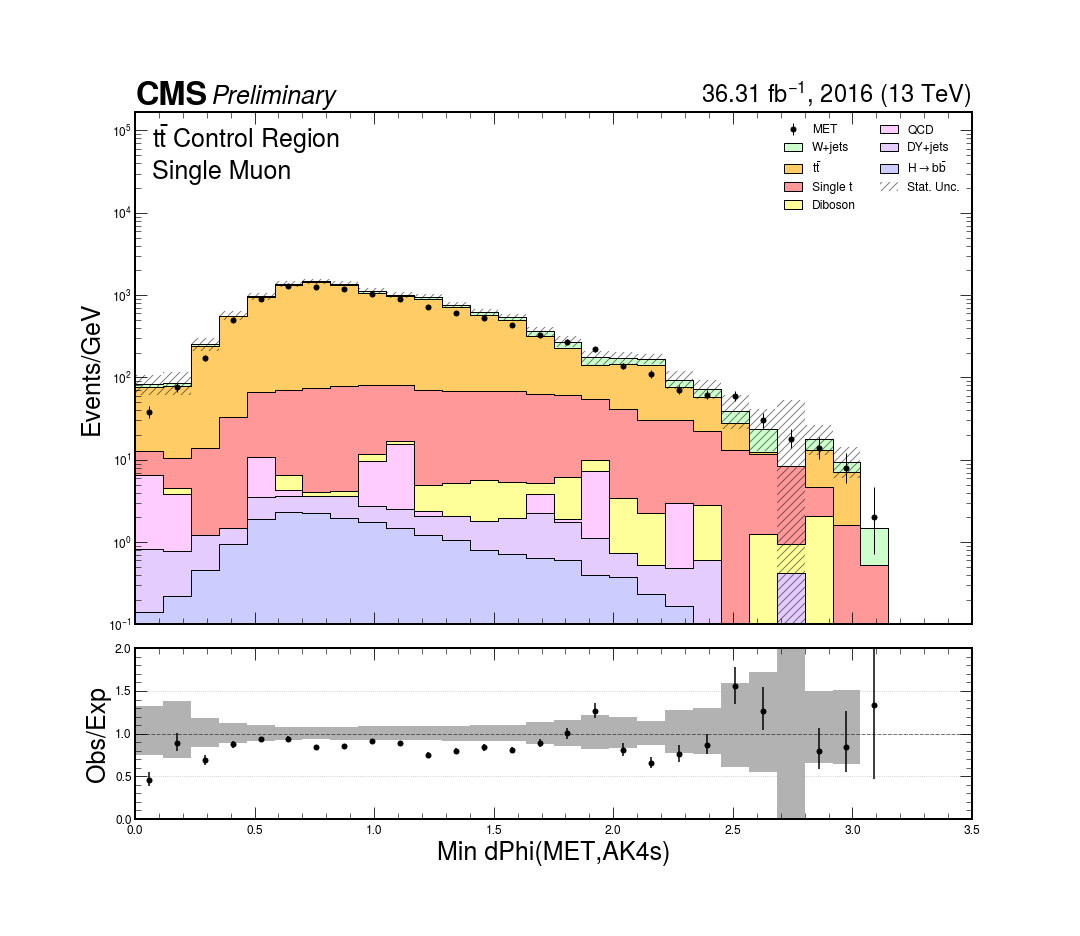 CMS Preliminary
36.31 fb⁻¹, 2016 (13 TeV)
tt̄ Control Region
Single Muon
MET
W+jets
tt̄
Single t
Diboson
QCD
DY+jets
H→bb̄
Stat. Unc.
Events/GeV
10⁵
10⁴
10³
10²
10¹
10⁰
10⁻¹
Obs/Exp
2.0
1.5
1.0
0.5
0.0
0.0 0.5 1.0 1.5 2.0 2.5 3.0 3.5
Min dPhi(MET,AK4s)